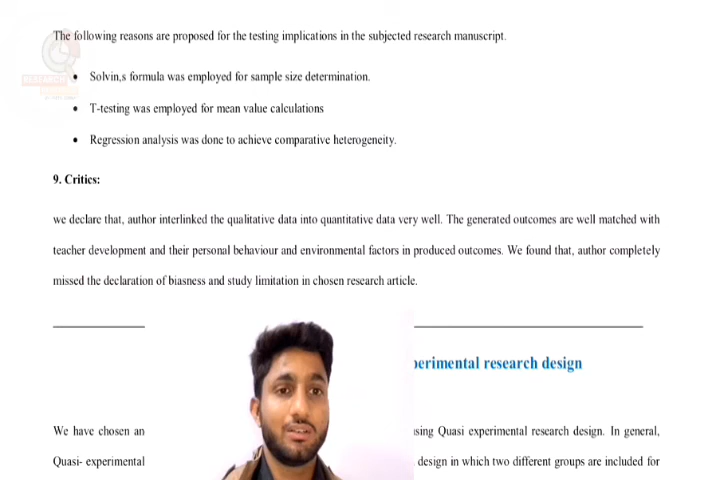 The following reasons are proposed for the testing implications in the subjected research manuscript.
• Solvin,s formula was employed for sample size determination.
• T-testing was employed for mean value calculations
• Regression analysis was done to achieve comparative heterogeneity.
9. Critics:
we declare that, author interlinked the qualitative data into quantitative data very well. The generated outcomes are well matched with
teacher development and their personal behaviour and environmental factors in produced outcomes. We found that, author completely
missed the declaration of biasness and study limitation in chosen research article.
perimental research design
We have chosen an using Quasi experimental research design. In general,
Quasi- experimental design in which two different groups are included for